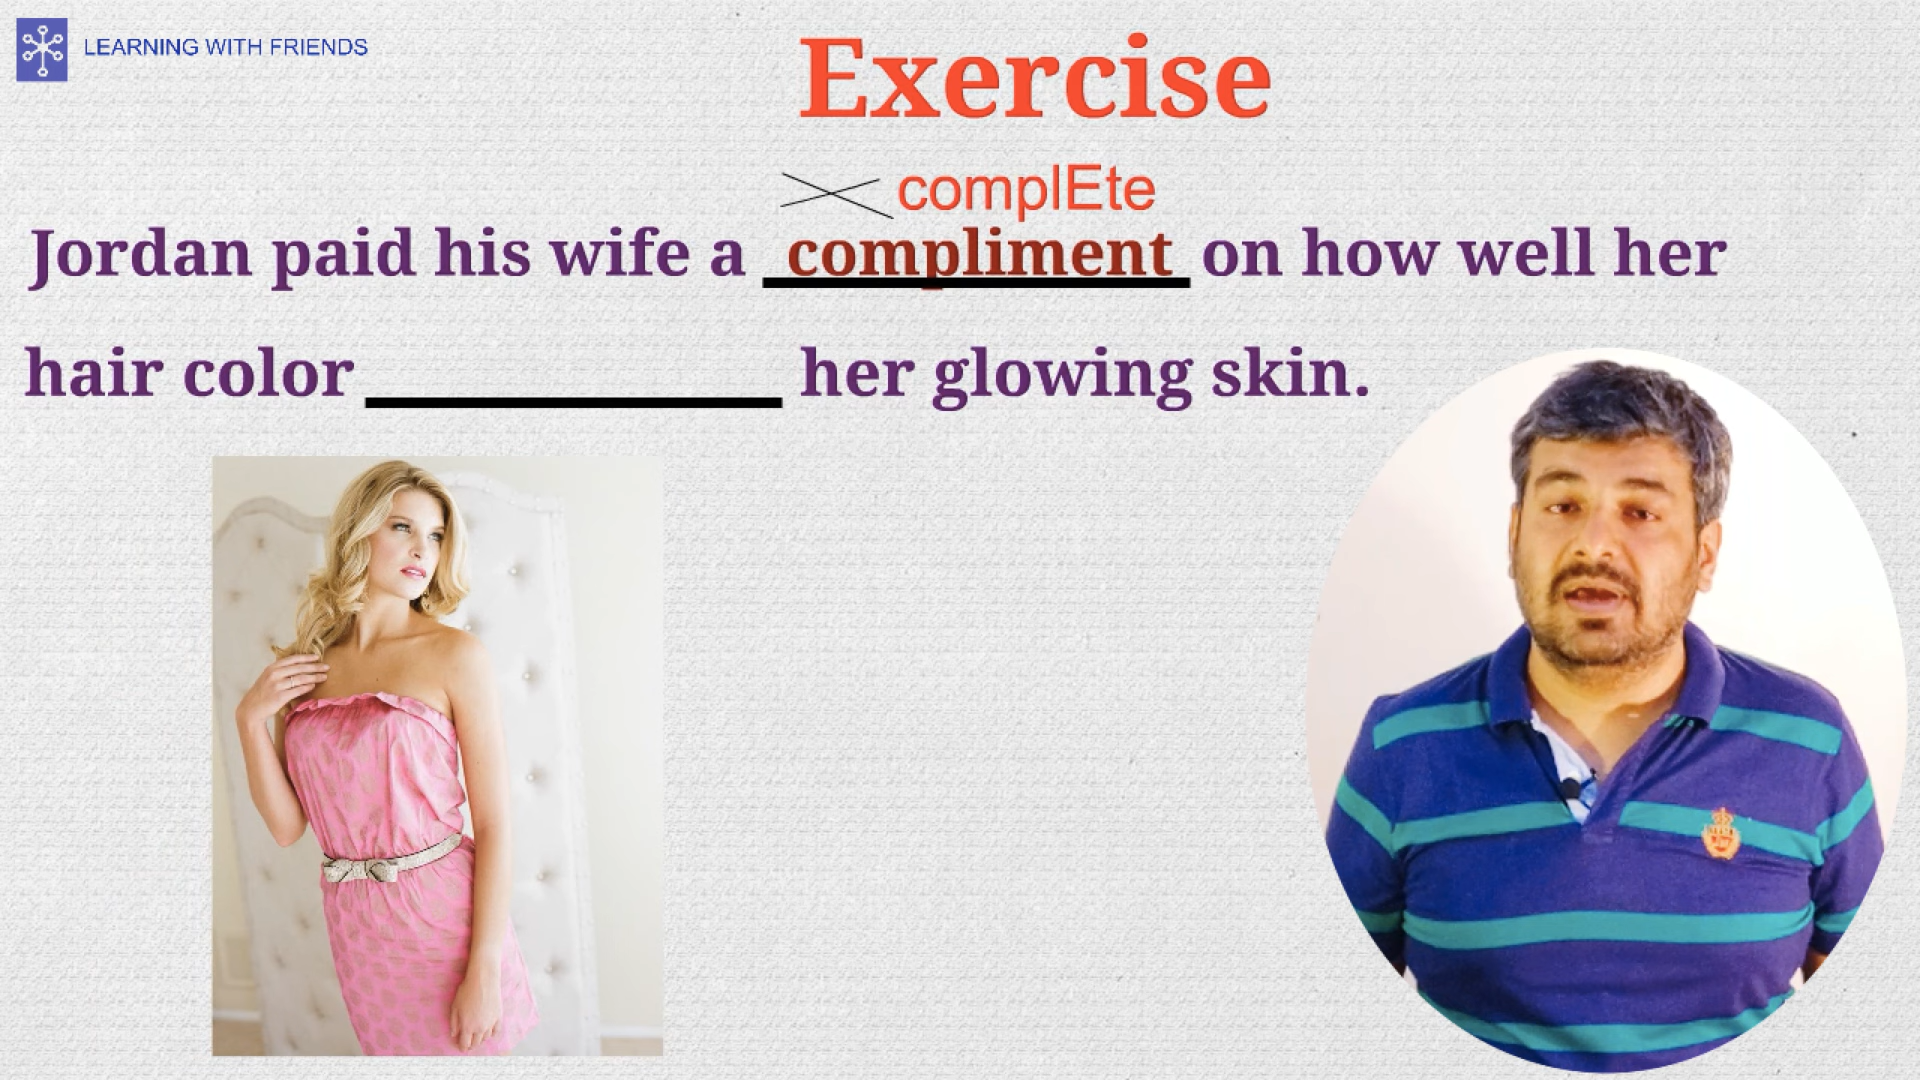 LEARNING WITH FRIENDS
Exercise
complEte
Jordan paid his wife a compliment on how well her
hair color __________ her glowing skin.